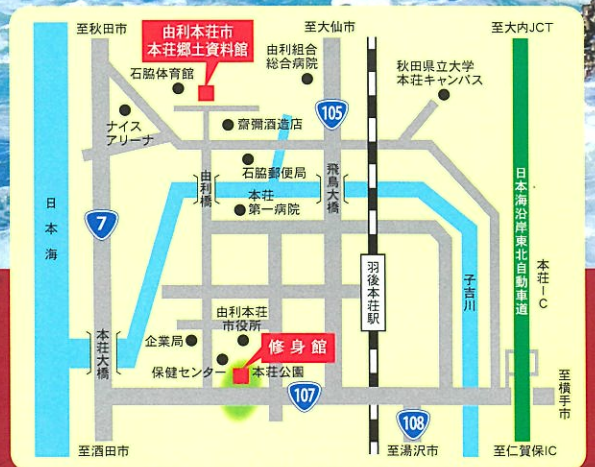 至秋田市
由利本荘市
本荘郷土資料館
至大仙市
至大内JCT
石脇体育館
由利組合
総合病院
秋田県立大学
本荘キャンパス
ナイス
アリーナ
齋彌酒造店
105
石脇郵便局
由利橋
本荘
第一病院
飛鳥大橋
日本海
7
日本海沿岸東北自動車道
羽後本荘駅
子吉川
本荘IC
本荘大橋
由利本荘
市役所
企業局
修身館
保健センター
本荘公園
107
108
至横手市
至酒田市
至湯沢市
至仁賀保IC